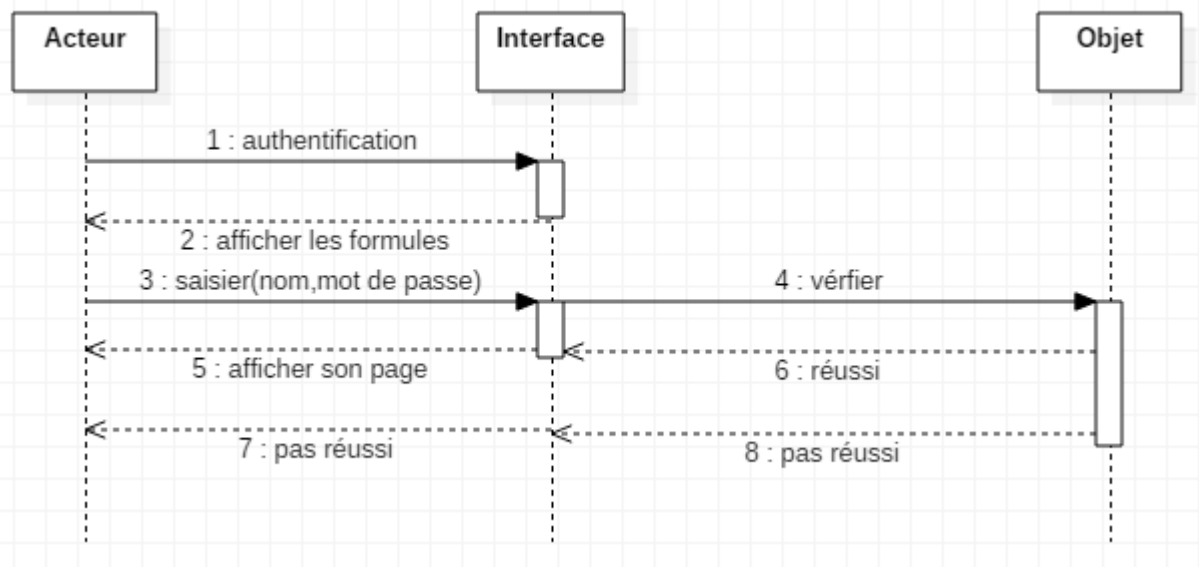 Acteur
Interface
Objet
1 : authentification
2 : afficher les formules
3 : saisier(nom,mot de passe)
4 : vérfier
5 : afficher son page
6 : réussi
7 : pas réussi
8 : pas réussi